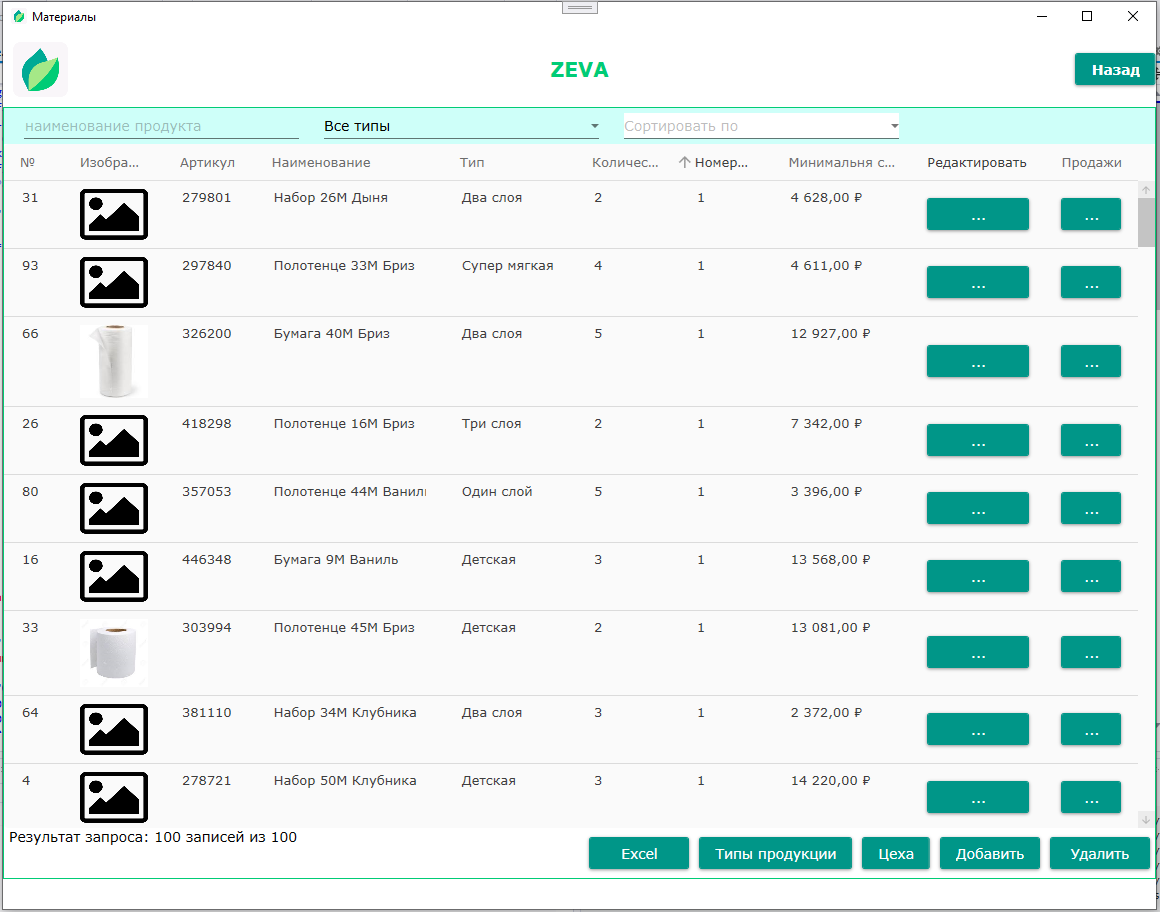 Материалы
ZEVA
Назад
наименование продукта Все типы Сортировать по
№ Изобра... Артикул Наименование Тип Количес... Номер... Минимальня с... Редактировать Продажи
31 279801 Набор 26М Дыня Два слоя 2 1 4 628,00 ₽ ... ...
93 297840 Полотенце 33М Бриз Супер мягкая 4 1 4 611,00 ₽ ... ...
66 326200 Бумага 40М Бриз Два слоя 5 1 12 927,00 ₽ ... ...
26 418298 Полотенце 16М Бриз Три слоя 2 1 7 342,00 ₽ ... ...
80 357053 Полотенце 44М Ванил Один слой 5 1 3 396,00 ₽ ... ...
16 446348 Бумага 9М Ваниль Детская 3 1 13 568,00 ₽ ... ...
33 303994 Полотенце 45М Бриз Детская 2 1 13 081,00 ₽ ... ...
64 381110 Набор 34М Клубника Два слоя 3 1 2 372,00 ₽ ... ...
4 278721 Набор 50М Клубника Детская 3 1 14 220,00 ₽ ... ...
Результат запроса: 100 записей из 100
Excel Типы продукции Цеха Добавить Удалить